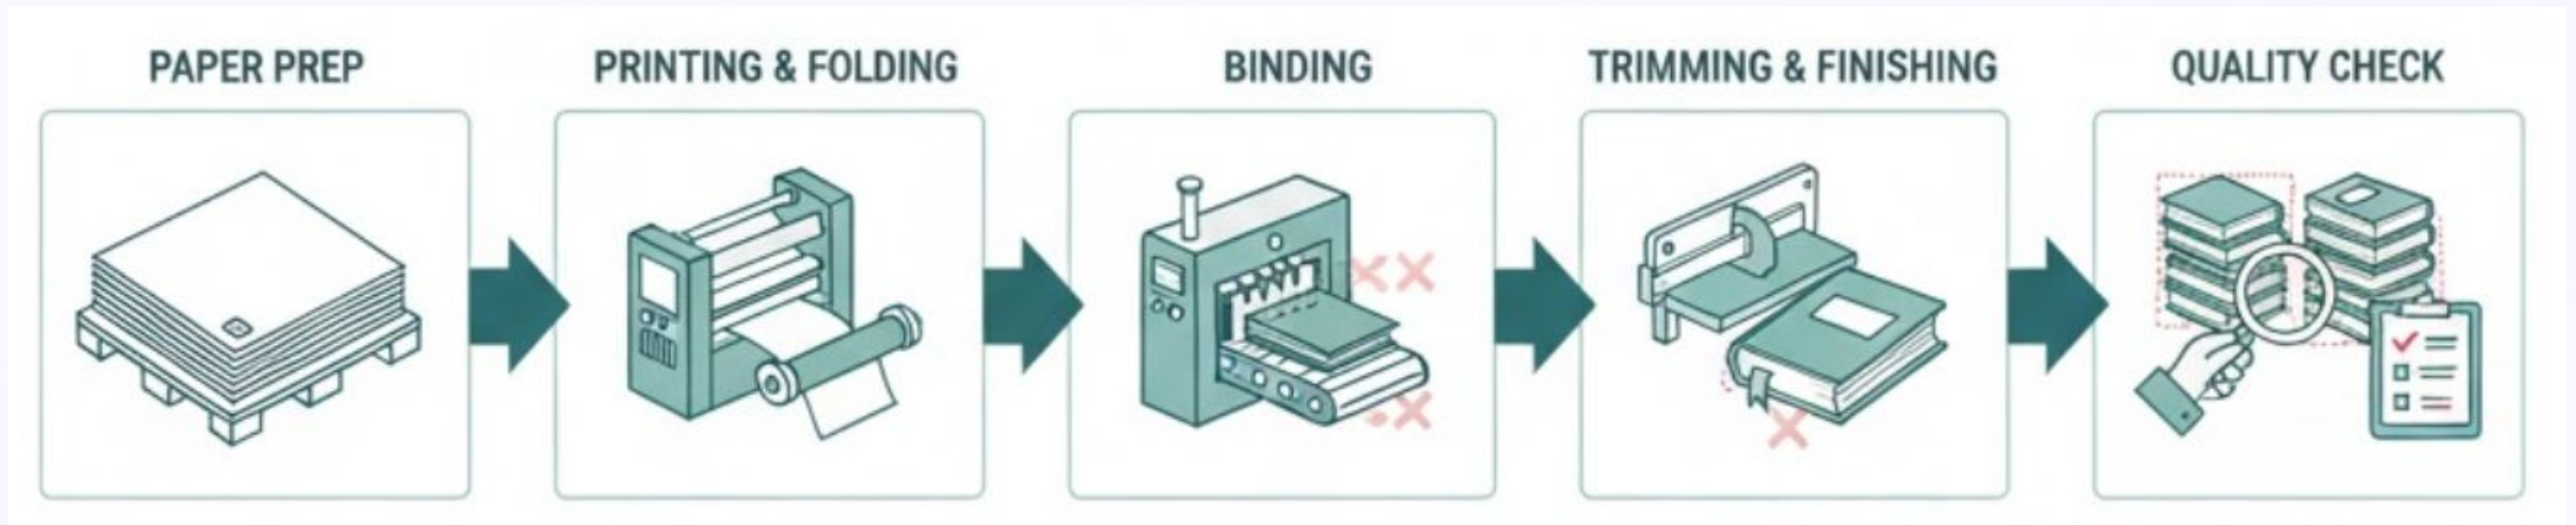 PAPER PREP
PRINTING & FOLDING
BINDING
TRIMMING & FINISHING
QUALITY CHECK